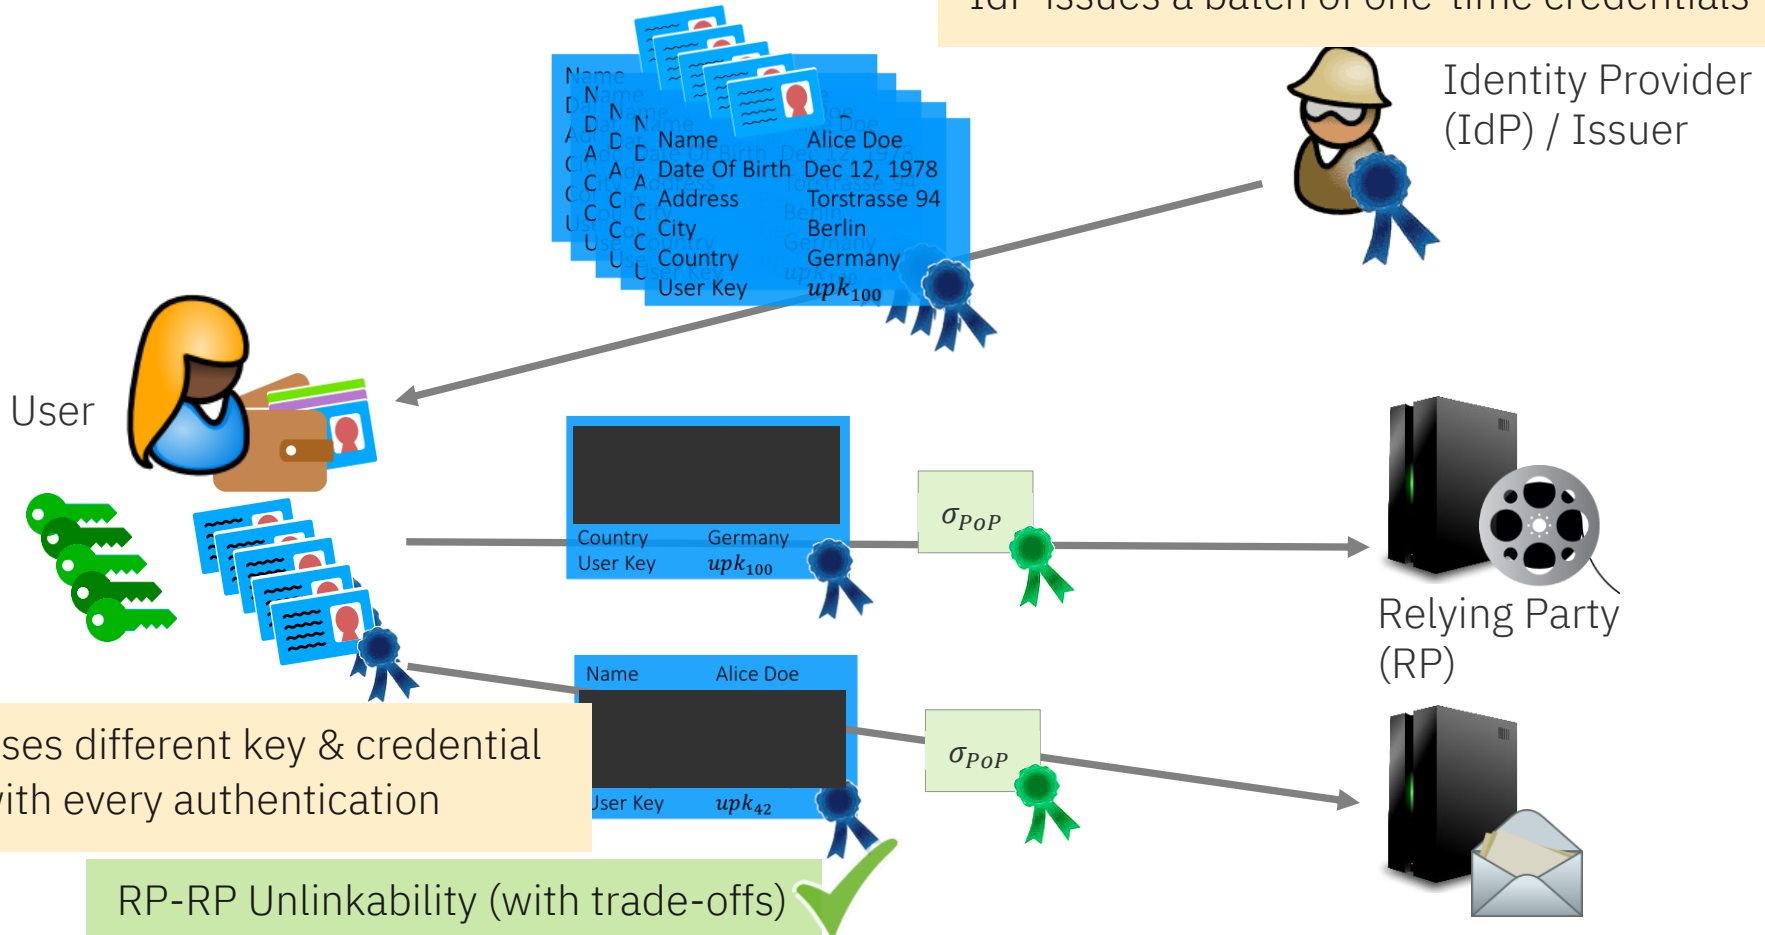 IdP issues a batch of one-time credentials
Identity Provider
(IdP) / Issuer
Name Alice Doe
Date Of Birth Dec 12, 1978
Address Torstrasse 94
City Berlin
Country Germany
User Key upk100
User
Country Germany
User Key upk100
σPoP
Relying Party
(RP)
Name Alice Doe
User Key upk42
σPoP
ses different key & credential
with every authentication
RP-RP Unlinkability (with trade-offs)